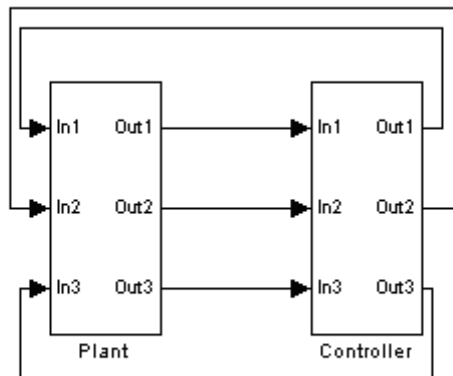 In1 Out1 In1 Out1
In2 Out2 In2 Out2
In3 Out3 In3 Out3
Plant Controller